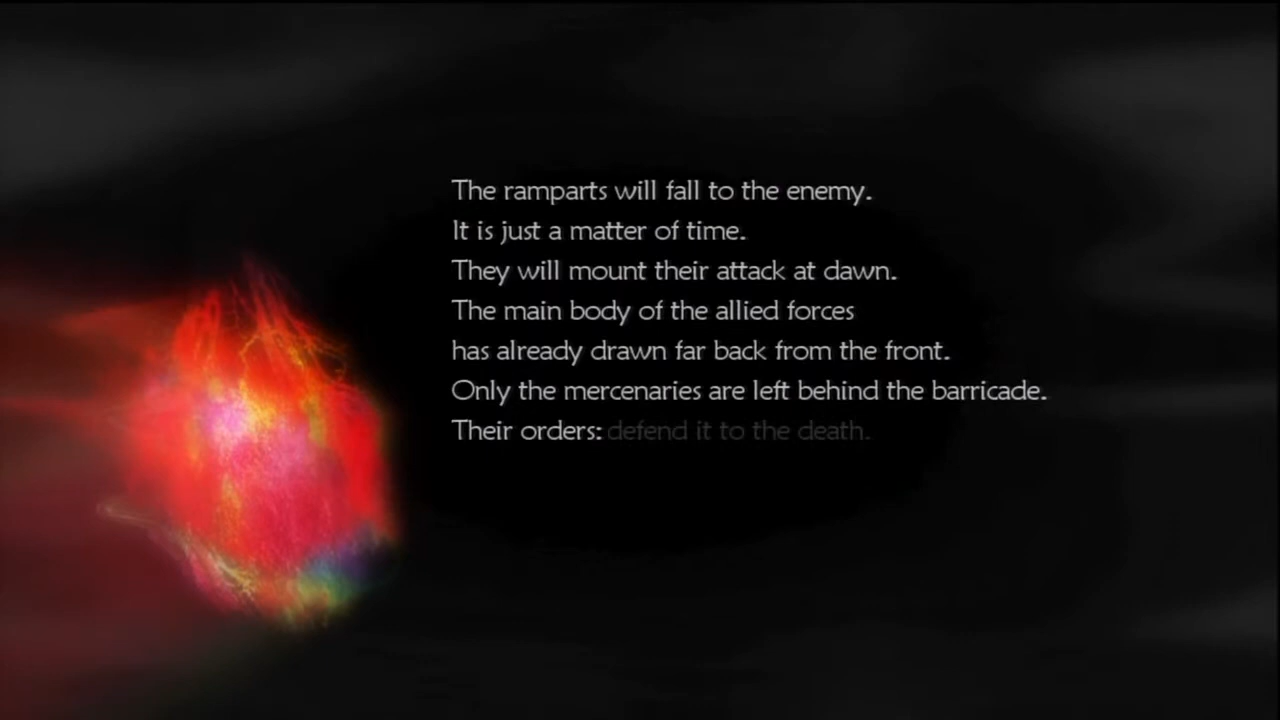 The ramparts will fall to the enemy.
It is just a matter of time.
They will mount their attack at dawn.
The main body of the allied forces
has already drawn far back from the front.
Only the mercenaries are left behind the barricade.
Their orders: defend it to the death.